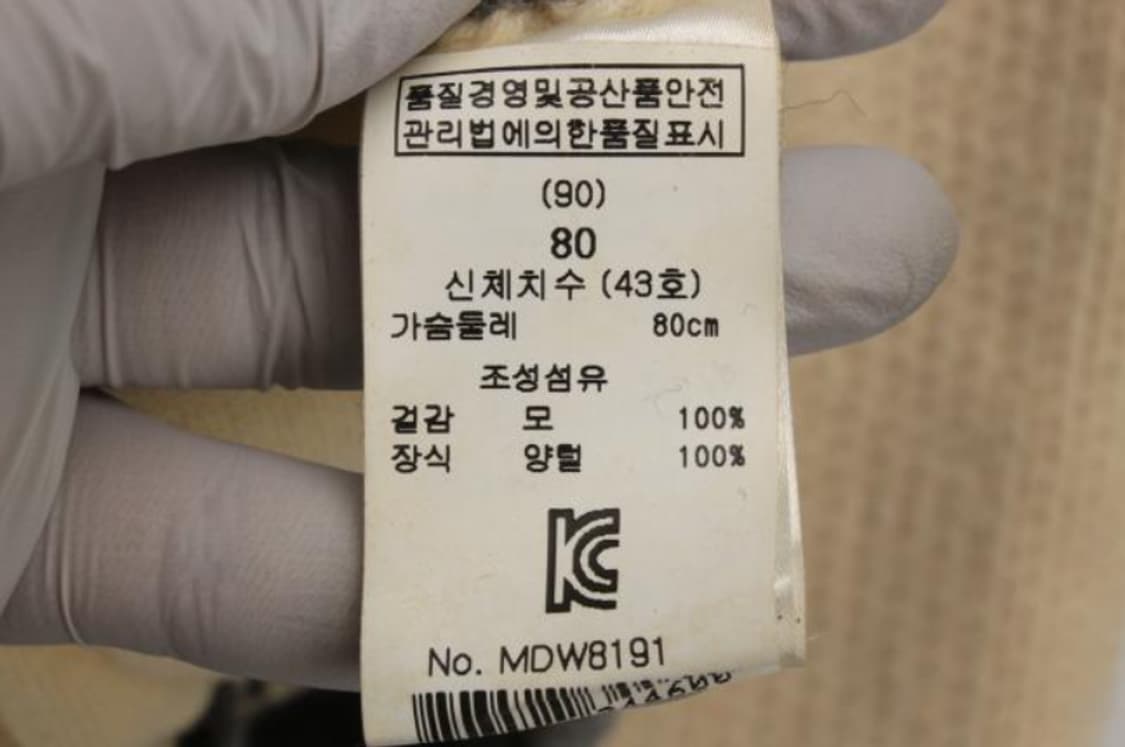 품질경영및공산품안전
관리법에의한품질표시
(90)
80
신체치수 (43호)
가슴둘레 80cm
조성섬유
겉감 모 100%
장식 양털 100%
KC
No. MDW8191